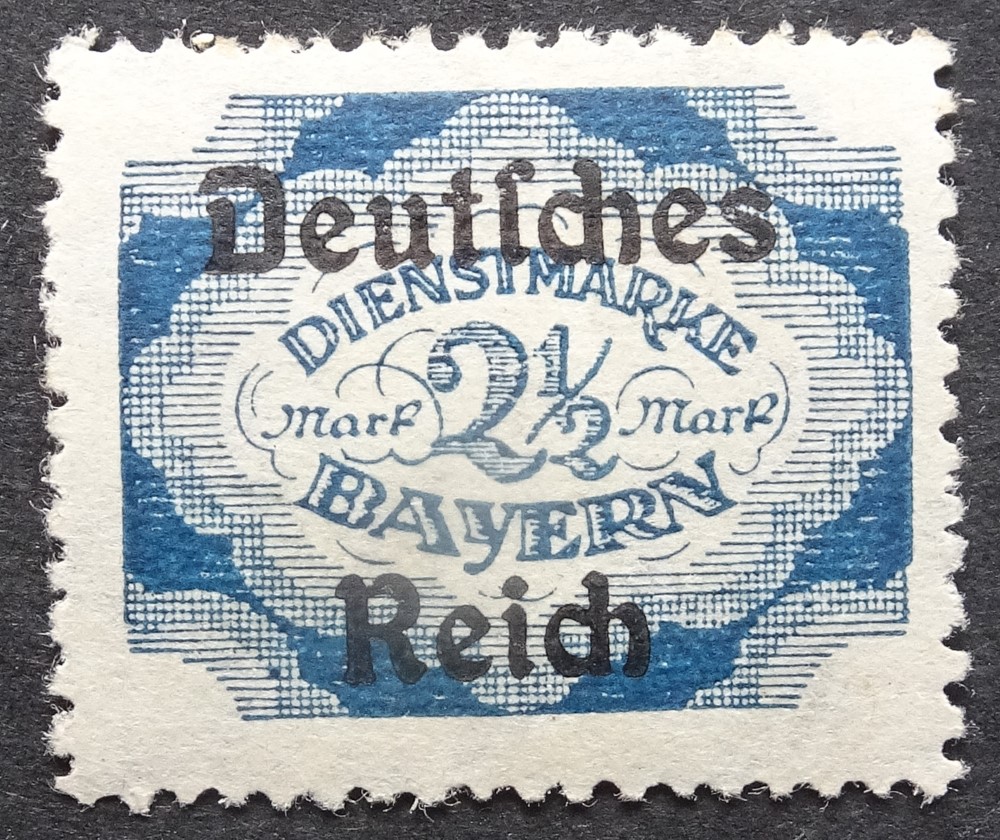 Deutſches
DIENSTMARKE
Mark 2½ Mark
BAYERN
Reich